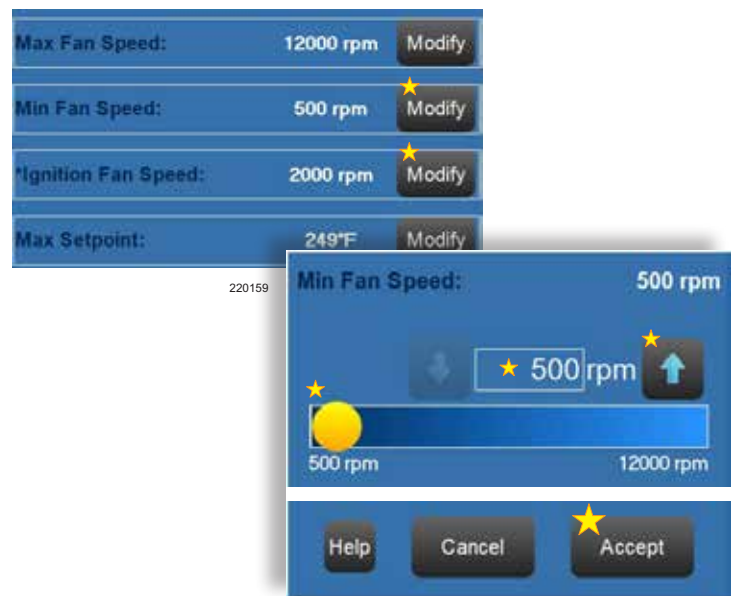 Max Fan Speed: 12000 rpm Modify
Min Fan Speed: 500 rpm Modify
*Ignition Fan Speed: 2000 rpm Modify
Max Setpoint: 249°F Modify
220159
Min Fan Speed: 500 rpm
500 rpm
500 rpm 12000 rpm
Help Cancel Accept